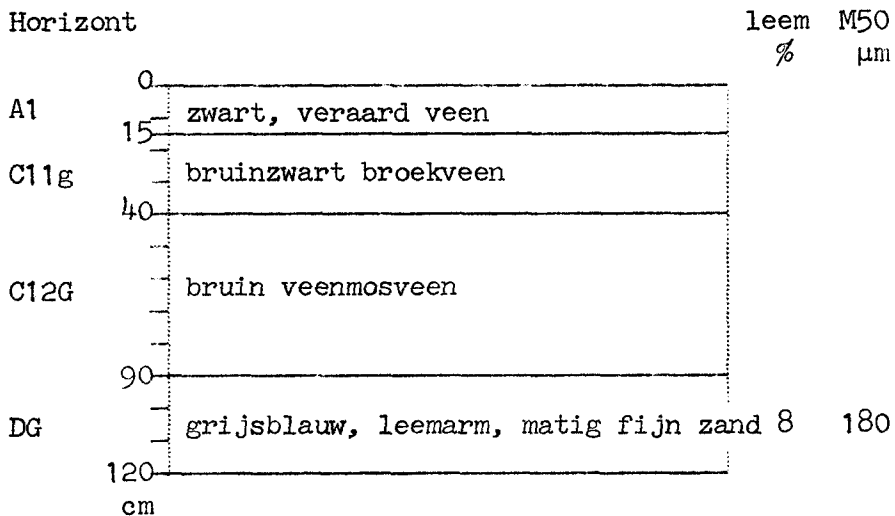 Horizont leem M50
% µm
0
A1 zwart, veraard veen
15
C11g bruinzwart broekveen
40
C12G bruin veenmosveen
90
DG grijsblauw, leemarm, matig fijn zand 8 180
120
cm